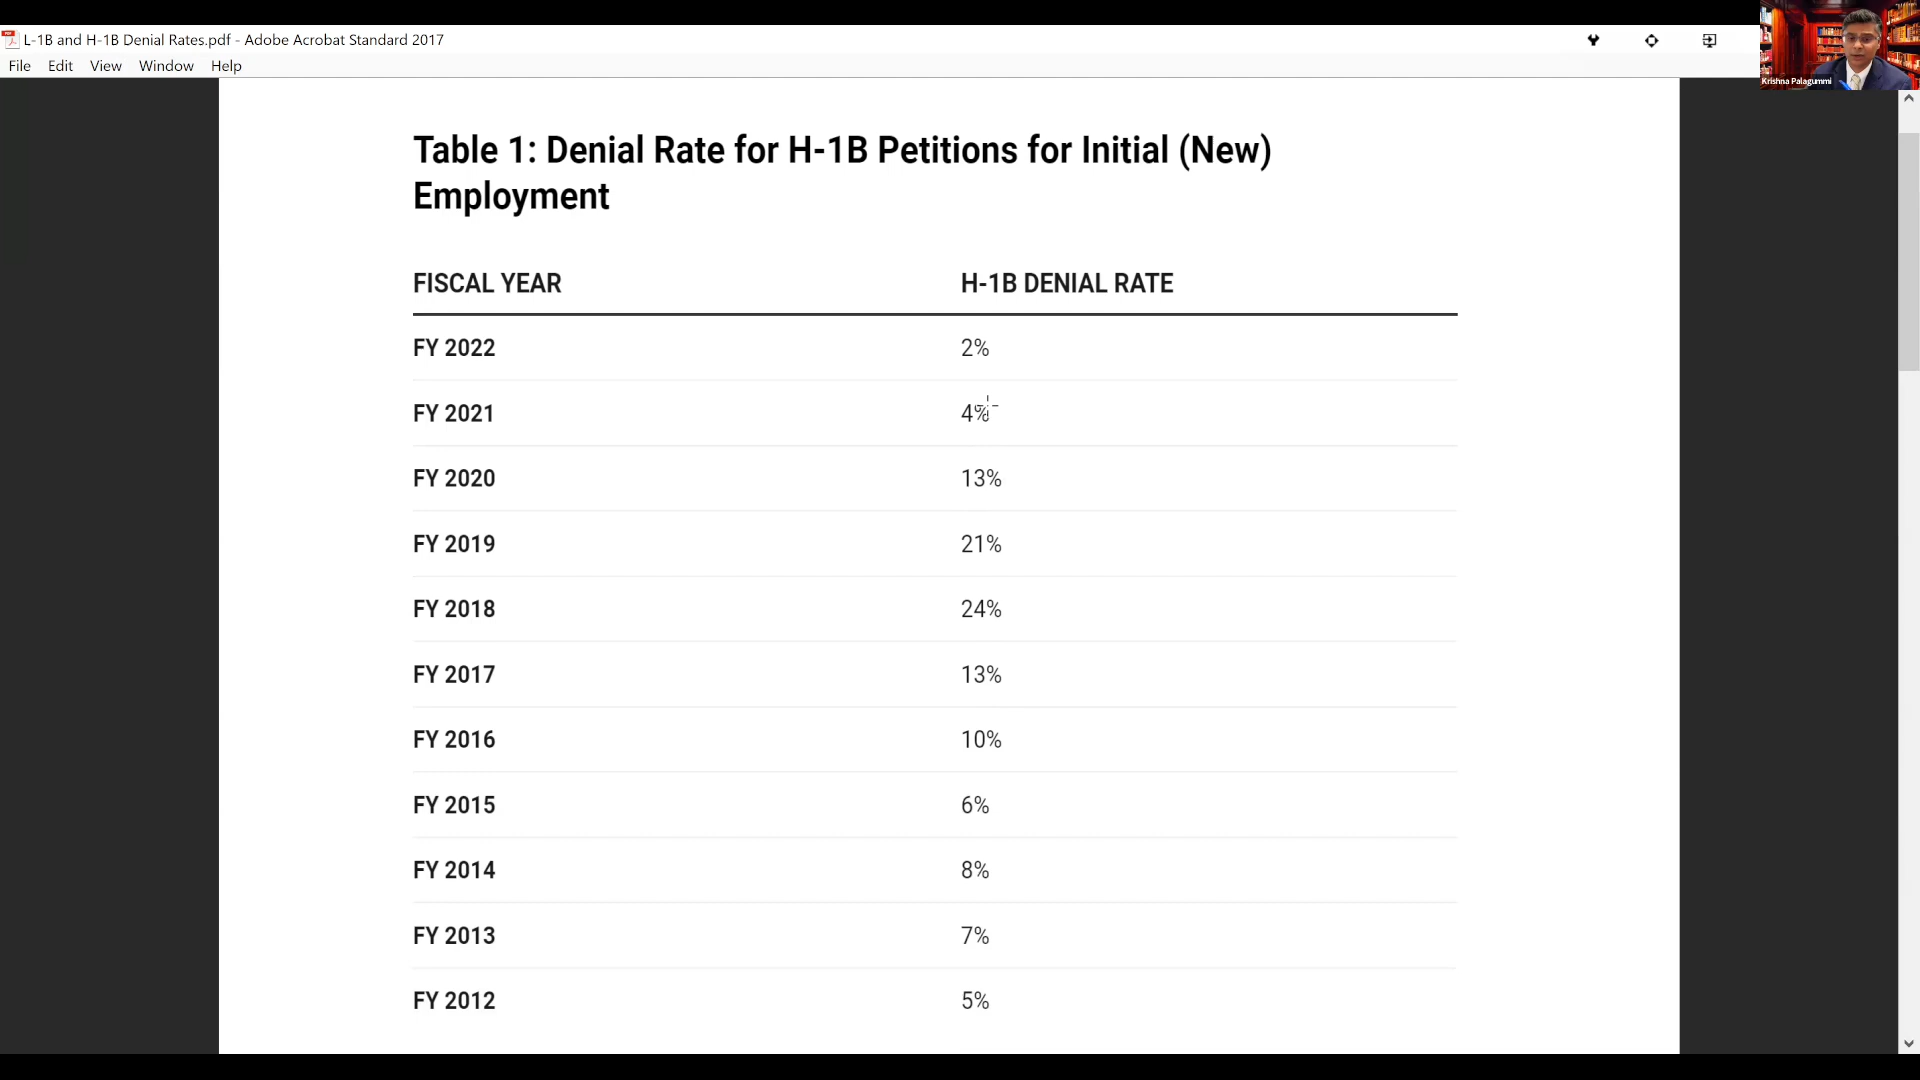 L-1B and H-1B Denial Rates.pdf - Adobe Acrobat Standard 2017
File Edit View Window Help
Krishna Palagummi
Table 1: Denial Rate for H-1B Petitions for Initial (New)
Employment
FISCAL YEAR H-1B DENIAL RATE
FY 2022 2%
FY 2021 4%
FY 2020 13%
FY 2019 21%
FY 2018 24%
FY 2017 13%
FY 2016 10%
FY 2015 6%
FY 2014 8%
FY 2013 7%
FY 2012 5%